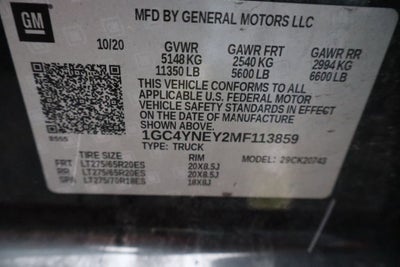 GM
MFD BY GENERAL MOTORS LLC
10/20 GVWR GAWR FRT GAWR RR
5148 KG 2540 KG 2994 KG
11350 LB 5600 LB 6600 LB
THIS VEHICLE CONFORMS TO ALL
APPLICABLE U.S. FEDERAL MOTOR
VEHICLE SAFETY STANDARDS IN EFFECT
ON THE DATE OF MANUFACTURE
SHOWN ABOVE.
1GC4YNEY2MF113859
TYPE: TRUCK
MODEL: 29CK20743
TIRE SIZE RIM
FRT LT275/65R20ES 20X8.5J
RR LT275/65R20ES 20X8.5J
SPA LT275/70R18ES 18X8J